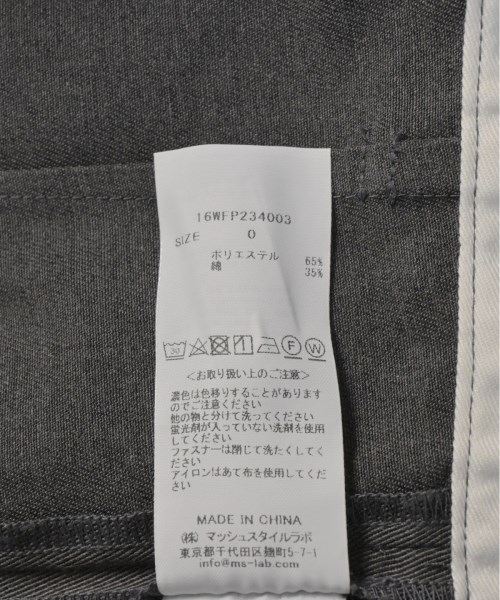 16WFP234003
SIZE 0
ポリエステル 65%
綿 35%
30 F W
<お取り扱い上のご注意>
濃色は色移りすることがありま
すのでご注意ください
他の物と分けて洗ってください
蛍光剤が入っていない洗剤を使用
してください
ファスナーは閉じて洗たくしてく
ださい
アイロンはあて布を使用してくだ
さい
MADE IN CHINA
(株) マッシュスタイルラボ
東京都千代田区麹町5-7-1
info@ms-lab.com